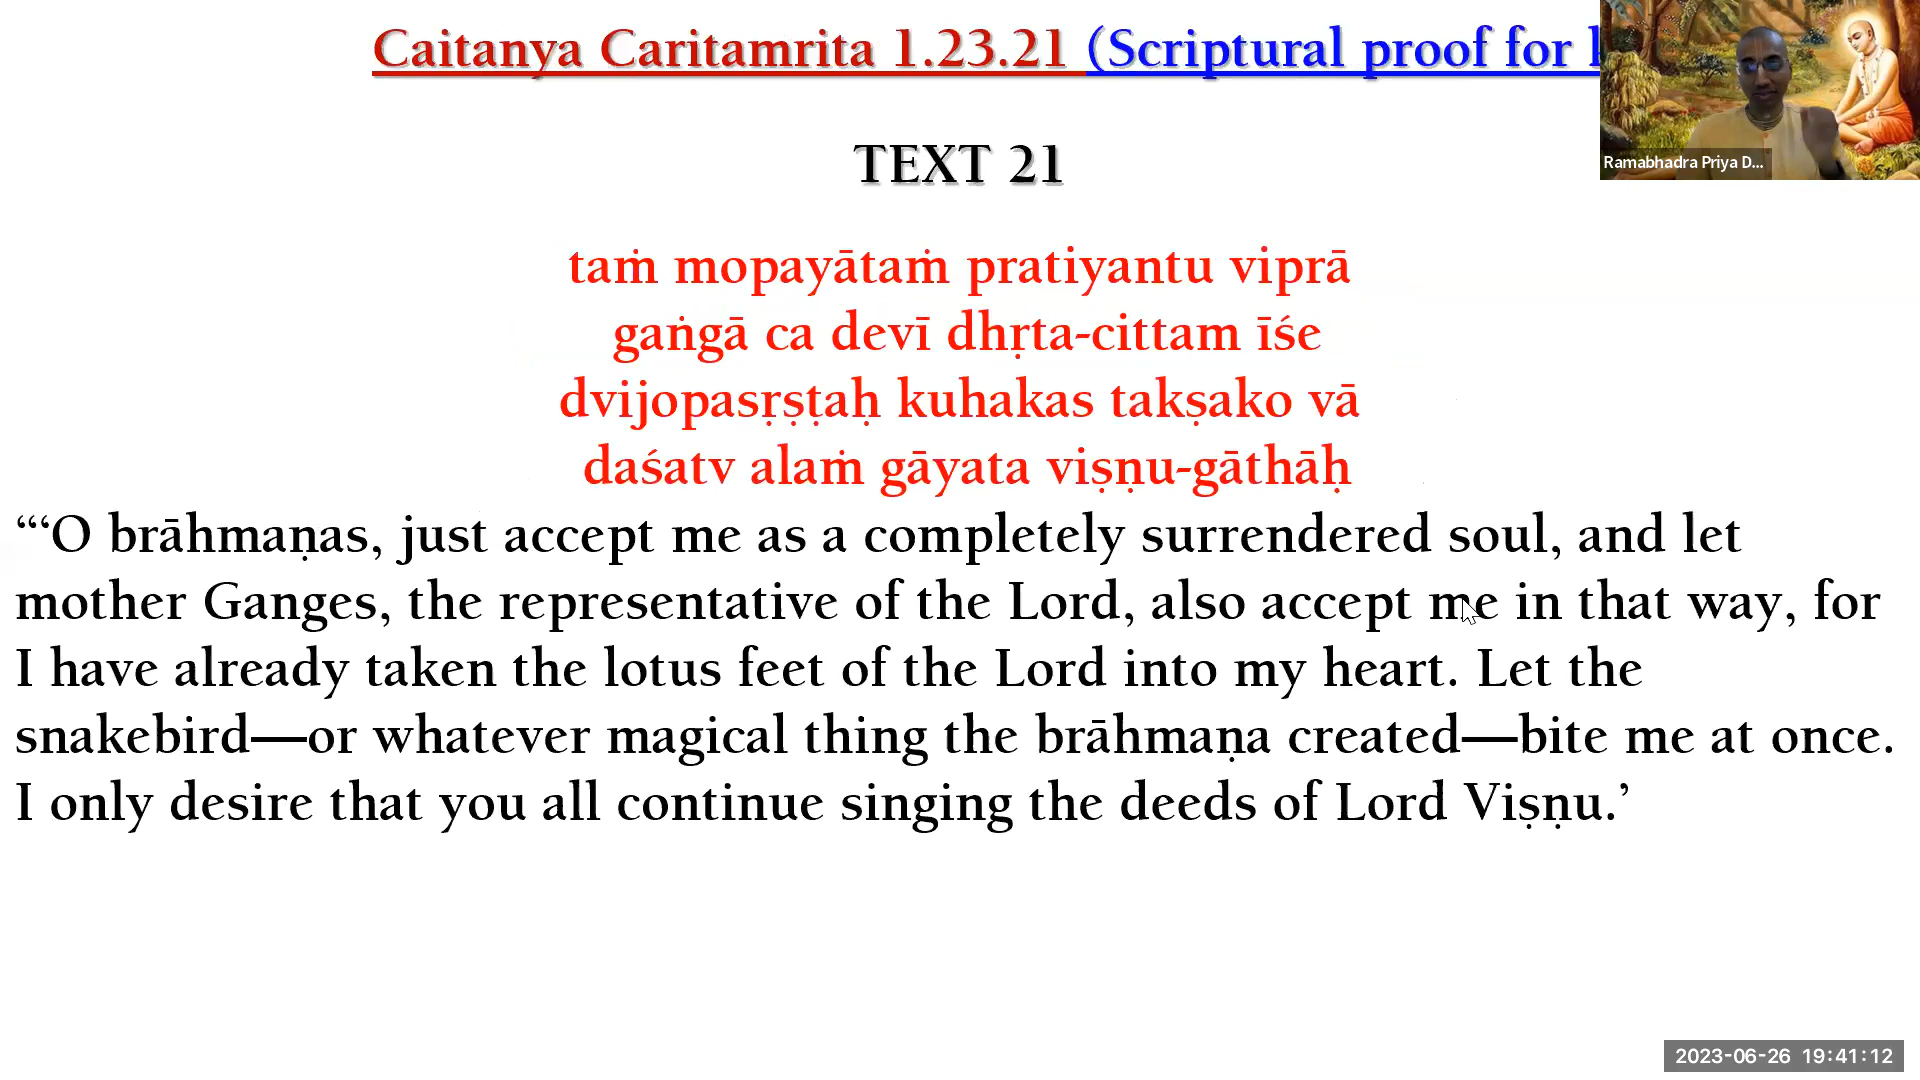 Caitanya Caritamrita 1.23.21 (Scriptural proof for
Ramabhadra Priya D...
TEXT 21
taṁ mopayātaṁ pratiyantu viprā
gaṅgā ca devī dhṛta-cittam īśe
dvijopasṛṣṭaḥ kuhakas takṣako vā
daśatv alaṁ gāyata viṣṇu-gāthāḥ
“‘O brāhmaṇas, just accept me as a completely surrendered soul, and let
mother Ganges, the representative of the Lord, also accept me in that way, for
I have already taken the lotus feet of the Lord into my heart. Let the
snakebird—or whatever magical thing the brāhmaṇa created—bite me at once.
I only desire that you all continue singing the deeds of Lord Viṣṇu.’
2023-06-26 19:41:12